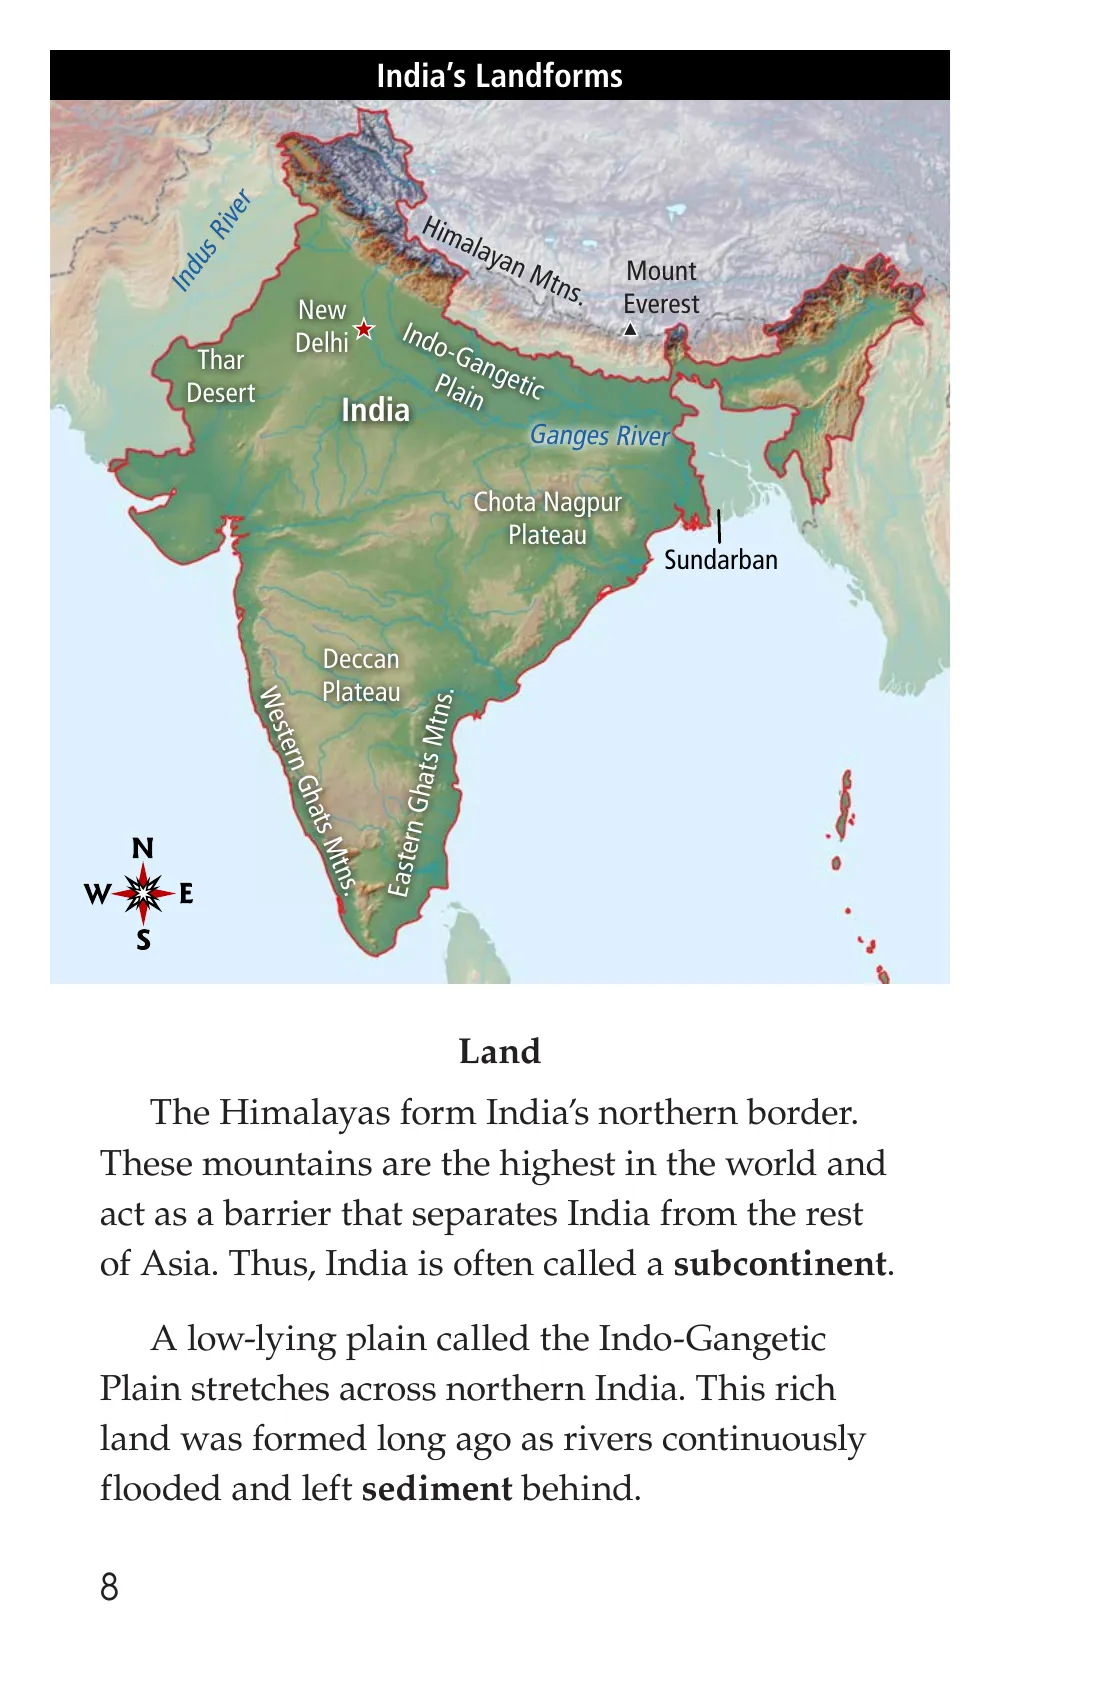 India’s Landforms
Indus River
Himalayan Mtns.
Mount
Everest
New
Delhi
Indo-Gangetic
Plain
Thar
Desert
India
Ganges River
Chota Nagpur
Plateau
Sundarban
Deccan
Plateau
Western Ghats Mtns.
Eastern Ghats Mtns.
N
W E
S
Land
The Himalayas form India’s northern border.
These mountains are the highest in the world and
act as a barrier that separates India from the rest
of Asia. Thus, India is often called a subcontinent.
A low-lying plain called the Indo-Gangetic
Plain stretches across northern India. This rich
land was formed long ago as rivers continuously
flooded and left sediment behind.
8